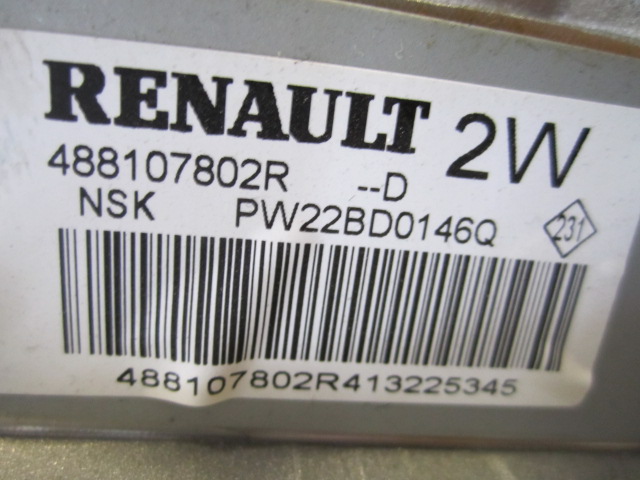 RENAULT 2W
488107802R --D
NSK PW22BD0146Q 231
488107802R413225345